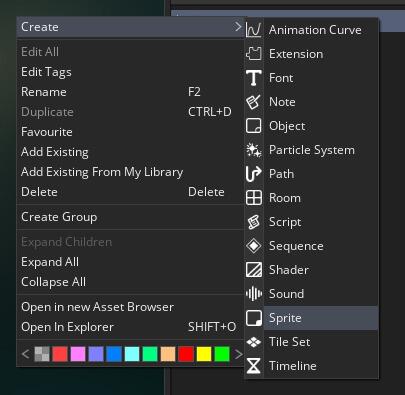 Create
Edit All
Edit Tags
Rename F2
Duplicate CTRL+D
Favourite
Add Existing
Add Existing From My Library
Delete Delete
Create Group
Expand Children
Expand All
Collapse All
Open in new Asset Browser
Open In Explorer SHIFT+O
Animation Curve
Extension
Font
Note
Object
Particle System
Path
Room
Script
Sequence
Shader
Sound
Sprite
Tile Set
Timeline